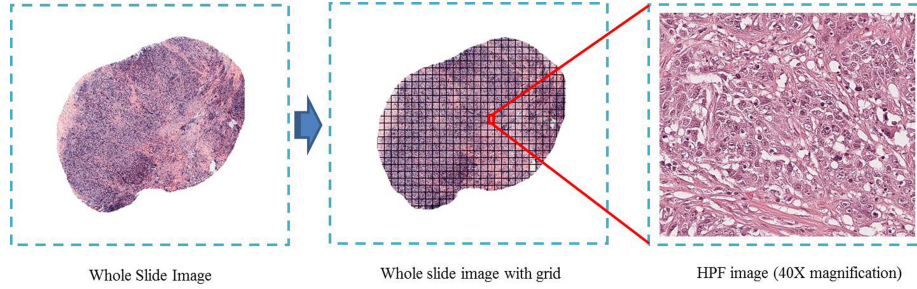 Whole Slide Image
Whole slide image with grid
HPF image (40X magnification)